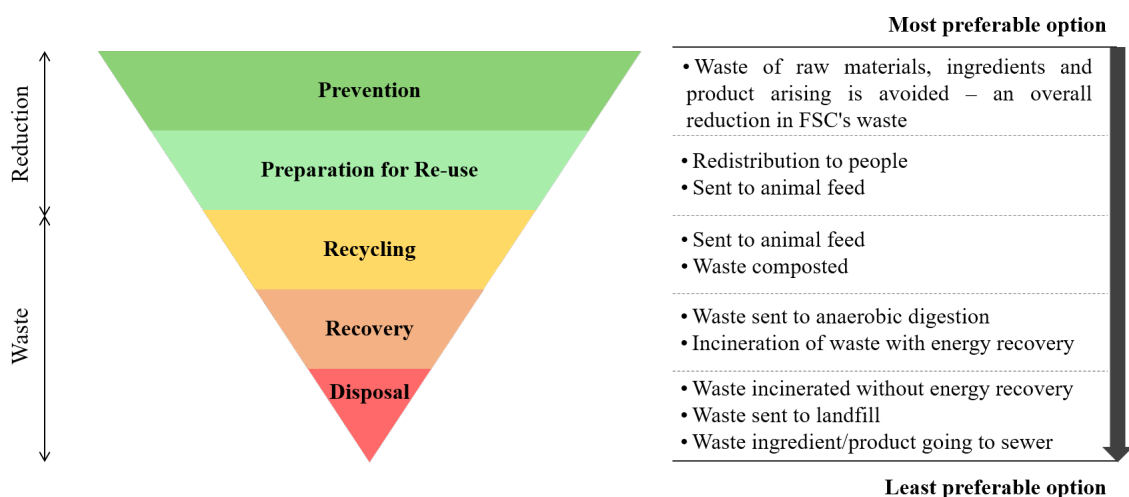 Most preferable option
Reduction
Waste
Prevention
Preparation for Re-use
Recycling
Recovery
Disposal
• Waste of raw materials, ingredients and
product arising is avoided – an overall
reduction in FSC's waste
• Redistribution to people
• Sent to animal feed
• Sent to animal feed
• Waste composted
• Waste sent to anaerobic digestion
• Incineration of waste with energy recovery
• Waste incinerated without energy recovery
• Waste sent to landfill
• Waste ingredient/product going to sewer
Least preferable option